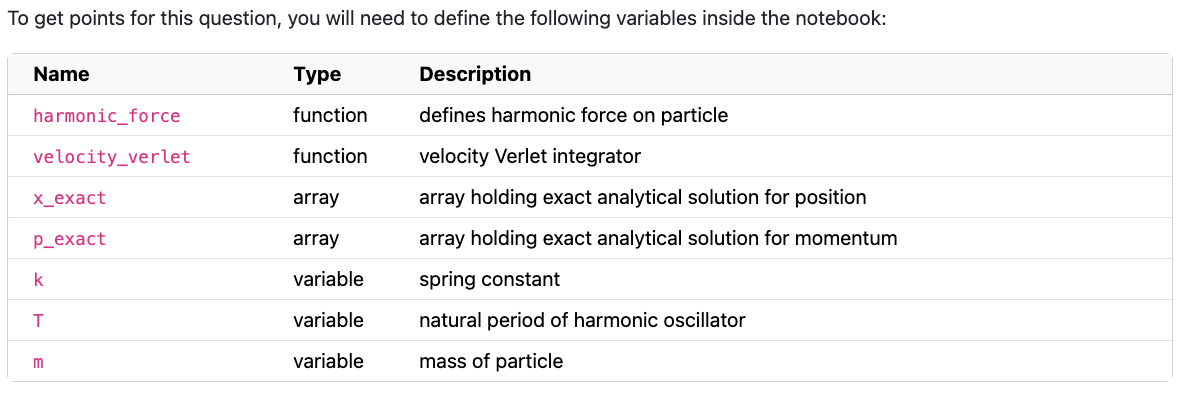 To get points for this question, you will need to define the following variables inside the notebook:
Name Type Description
harmonic_force function defines harmonic force on particle
velocity_verlet function velocity Verlet integrator
x_exact array array holding exact analytical solution for position
p_exact array array holding exact analytical solution for momentum
k variable spring constant
T variable natural period of harmonic oscillator
m variable mass of particle